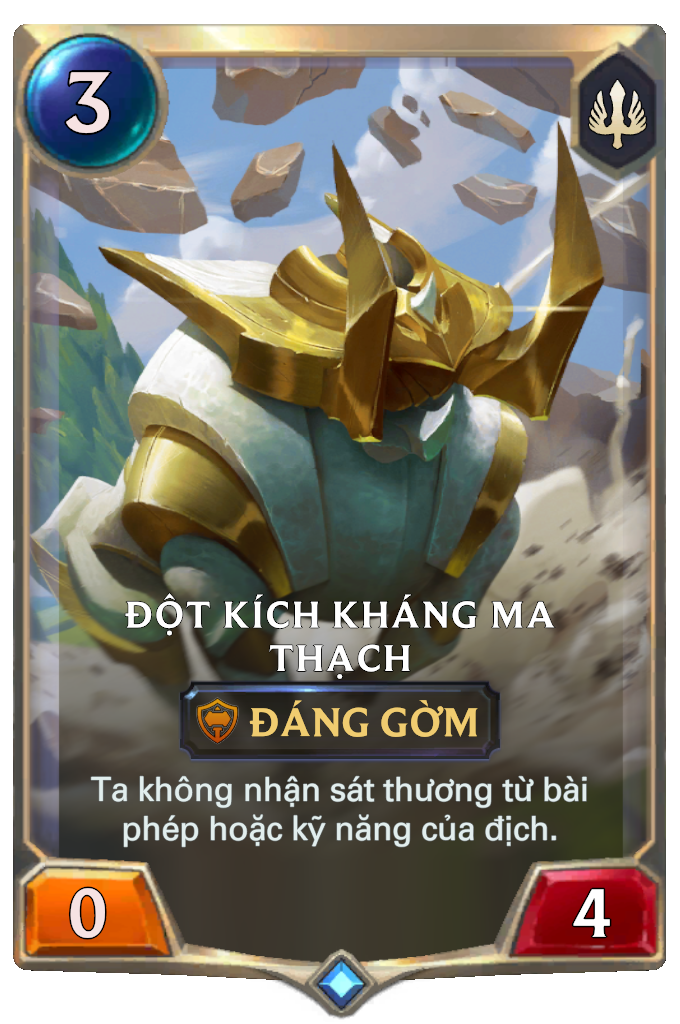 3
ĐỘT KÍCH KHÁNG MA
THẠCH
ĐÁNG GỜM
Ta không nhận sát thương từ bài
phép hoặc kỹ năng của địch.
0
4